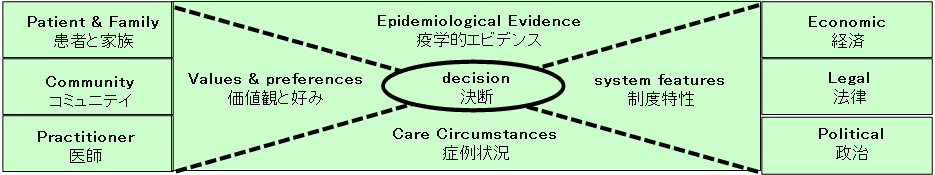 Patient & Family
患者と家族
Community
コミュニテイ
Practitioner
医師
Epidemiological Evidence
疫学的エビデンス
Values & preferences
価値観と好み
decision
決断
system features
制度特性
Care Circumstances
症例状況
Economic
経済
Legal
法律
Political
政治